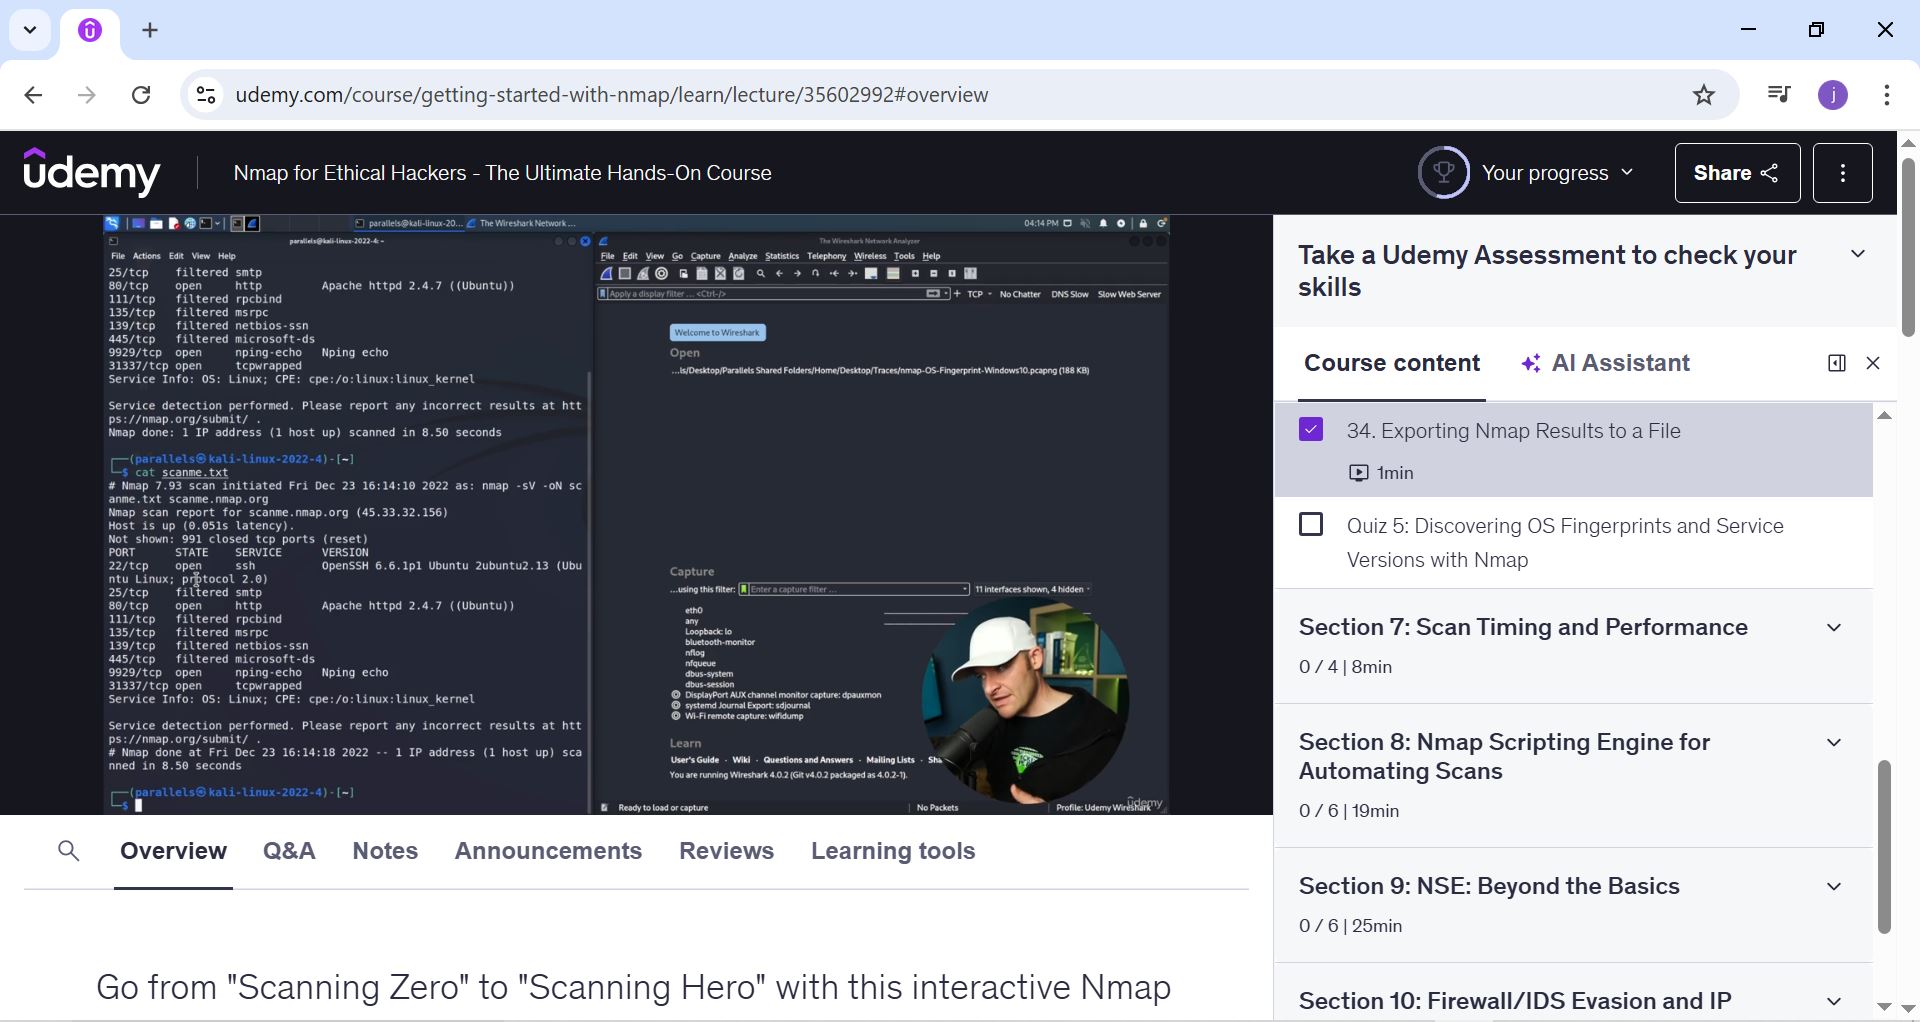 udemy.com/course/getting-started-with-nmap/learn/lecture/35602992#overview
j
udemy
Nmap for Ethical Hackers - The Ultimate Hands-On Course
Your progress
Share
parallels@kali-linux-20...
The Wireshark Network ...
04:14 PM
parallels@kali-linux-2022-4: ~
File Actions Edit View Help
25/tcp filtered smtp
80/tcp open http Apache httpd 2.4.7 ((Ubuntu))
111/tcp filtered rpcbind
135/tcp filtered msrpc
139/tcp filtered netbios-ssn
445/tcp filtered microsoft-ds
9929/tcp open nping-echo Nping echo
31337/tcp open tcpwrapped
Service Info: OS: Linux; CPE: cpe:/o:linux:linux_kernel
Service detection performed. Please report any incorrect results at htt
ps://nmap.org/submit/ .
Nmap done: 1 IP address (1 host up) scanned in 8.50 seconds
(parallels@kali-linux-2022-4)-[~]
$ cat scanme.txt
# Nmap 7.93 scan initiated Fri Dec 23 16:14:10 2022 as: nmap -sV -oN sc
anme.txt scanme.nmap.org
Nmap scan report for scanme.nmap.org (45.33.32.156)
Host is up (0.051s latency).
Not shown: 991 closed tcp ports (reset)
PORT STATE SERVICE VERSION
22/tcp open ssh OpenSSH 6.6.1p1 Ubuntu 2ubuntu2.13 (Ubu
ntu Linux; protocol 2.0)
25/tcp filtered smtp
80/tcp open http Apache httpd 2.4.7 ((Ubuntu))
111/tcp filtered rpcbind
135/tcp filtered msrpc
139/tcp filtered netbios-ssn
445/tcp filtered microsoft-ds
9929/tcp open nping-echo Nping echo
31337/tcp open tcpwrapped
Service Info: OS: Linux; CPE: cpe:/o:linux:linux_kernel
Service detection performed. Please report any incorrect results at htt
ps://nmap.org/submit/ .
# Nmap done at Fri Dec 23 16:14:18 2022 -- 1 IP address (1 host up) sca
nned in 8.50 seconds
(parallels@kali-linux-2022-4)-[~]
$
The Wireshark Network Analyzer
File Edit View Go Capture Analyze Statistics Telephony Wireless Tools Help
Apply a display filter ... <Ctrl-/>
+ TCP No Chatter DNS Slow Slow Web Server
Welcome to Wireshark
Open
...ls/Desktop/Parallels Shared Folders/Home/Desktop/Traces/nmap-OS-Fingerprint-Windows10.pcapng (188 KB)
Capture
...using this filter: Enter a capture filter ... 11 interfaces shown, 4 hidden
eth0
any
Loopback: lo
bluetooth-monitor
nflog
nfqueue
dbus-system
dbus-session
DisplayPort AUX channel monitor capture: dpauxmon
systemd Journal Export: sdjournal
Wi-Fi remote capture: wifidump
Learn
User's Guide · Wiki · Questions and Answers · Mailing Lists ·
You are running Wireshark 4.0.2 (Git v4.0.2 packaged as 4.0.2-1).
Ready to load or capture
No Packets
Profile: Udemy Wireshark
udemy
Take a Udemy Assessment to check your
skills
Course content
AI Assistant
34. Exporting Nmap Results to a File
1min
Quiz 5: Discovering OS Fingerprints and Service
Versions with Nmap
Section 7: Scan Timing and Performance
0 / 4 | 8min
Section 8: Nmap Scripting Engine for
Automating Scans
0 / 6 | 19min
Section 9: NSE: Beyond the Basics
0 / 6 | 25min
Section 10: Firewall/IDS Evasion and IP
Overview
Q&A
Notes
Announcements
Reviews
Learning tools
Go from "Scanning Zero" to "Scanning Hero" with this interactive Nmap